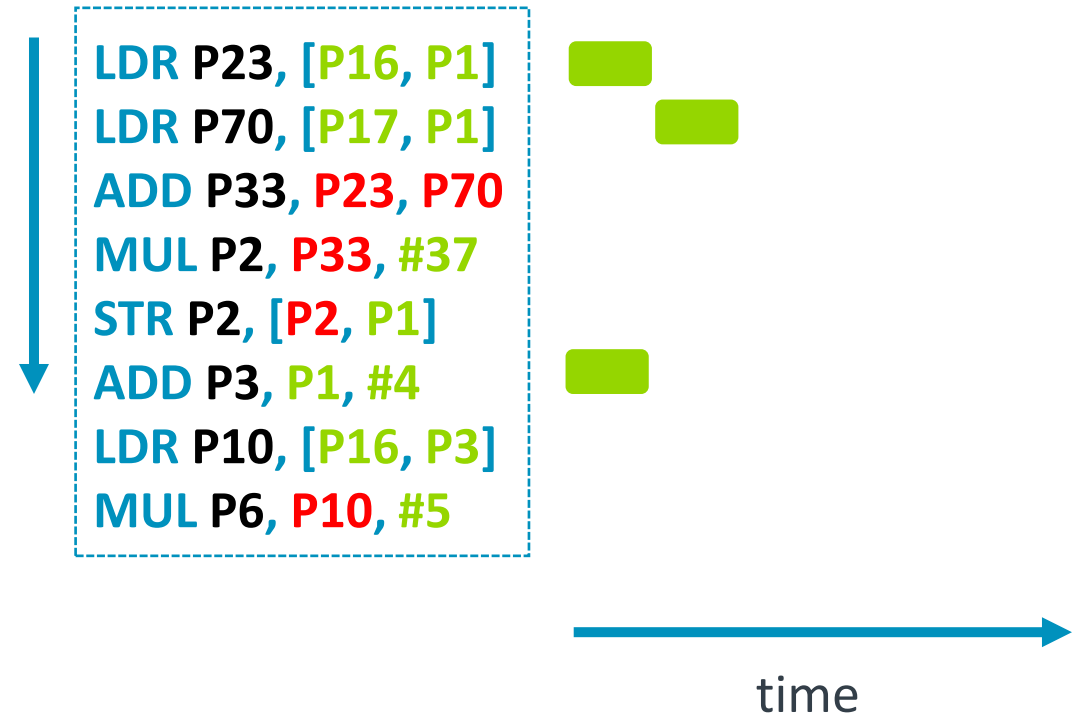 LDR P23, [P16, P1]
LDR P70, [P17, P1]
ADD P33, P23, P70
MUL P2, P33, #37
STR P2, [P2, P1]
ADD P3, P1, #4
LDR P10, [P16, P3]
MUL P6, P10, #5
time